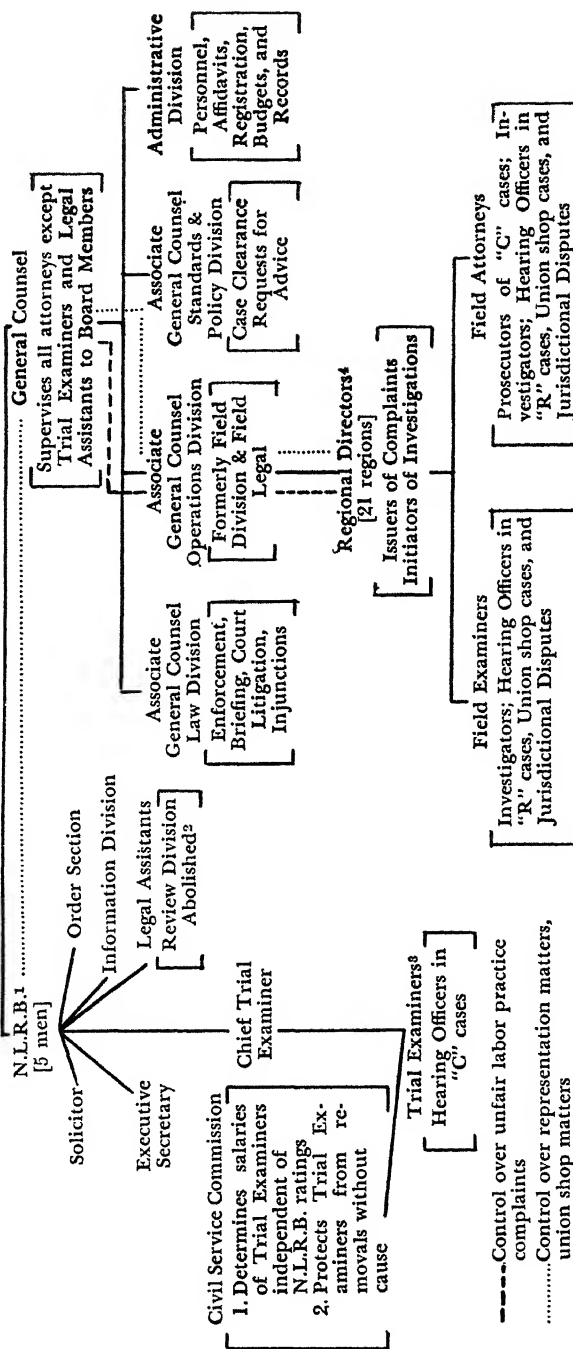 N.L.R.B.¹
[5 men]
General Counsel
Supervises all attorneys except
Trial Examiners and Legal
Assistants to Board Members
Solicitor
Order Section
Information Division
Executive
Secretary
Legal Assistants
Review Division
Abolished²
Associate
General Counsel
Law Division
Enforcement,
Briefing, Court
Litigation,
Injunctions
Associate
General Counsel
Operations Division
Formerly Field
Division & Field
Legal
Associate
General Counsel
Standards &
Policy Division
Case Clearance
Requests for
Advice
Administrative
Division
Personnel,
Affidavits,
Registration,
Budgets, and
Records
Civil Service Commission
1. Determines salaries
of Trial Examiners
independent of
N.L.R.B. ratings
2. Protects Trial Ex-
aminers from re-
movals without
cause
Chief Trial
Examiner
Regional Directors⁴
[21 regions]
Issuers of Complaints
Initiators of Investigations
Trial Examiners³
Hearing Officers in
"C" cases
Field Examiners
Investigators; Hearing Officers in
"R" cases, Union shop cases, and
Jurisdictional Disputes
Field Attorneys
Prosecutors of "C" cases; In-
vestigators; Hearing Officers in
"R" cases, Union shop cases, and
Jurisdictional Disputes
Control over unfair labor practice
complaints
Control over representation matters,
union shop matters